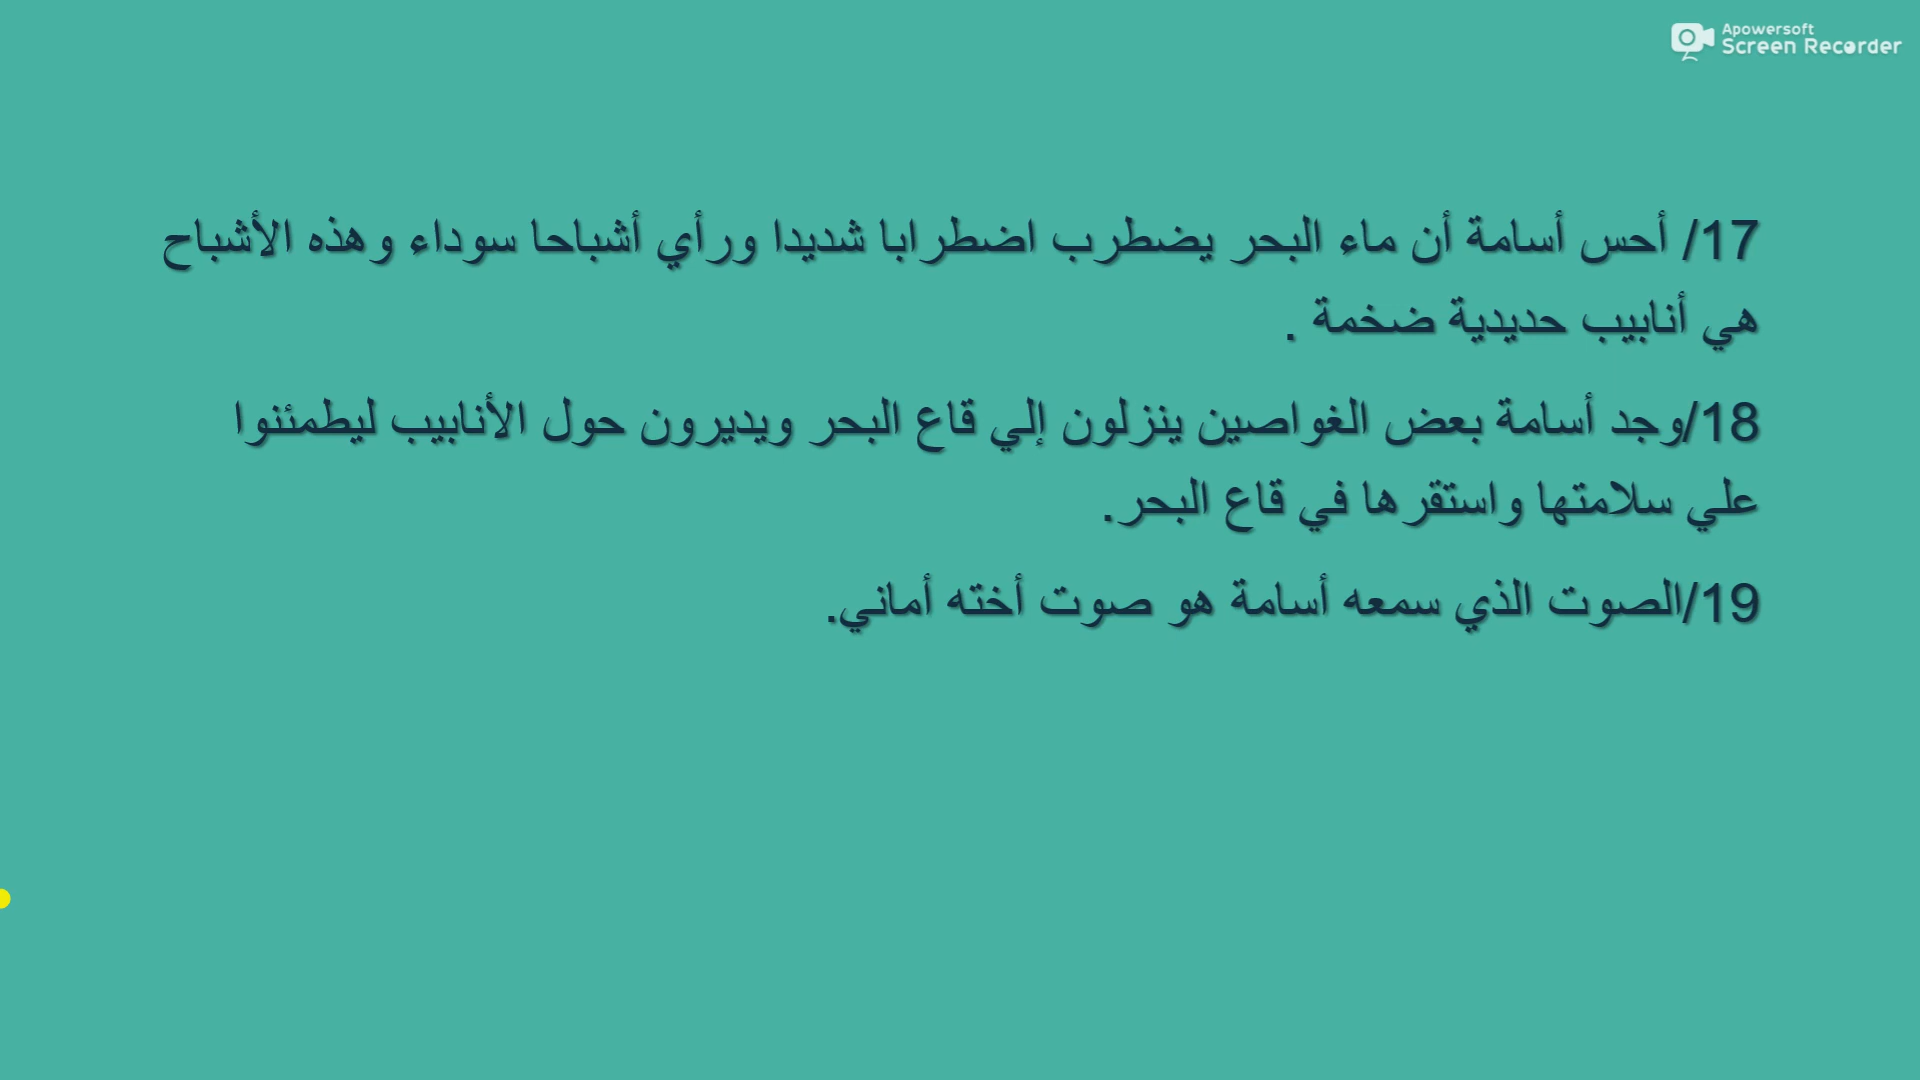 Apowersoft
Screen Recorder
17/ أحس أسامة أن ماء البحر يضطرب اضطرابا شديدا ورأي أشباحا سوداء وهذه الأشباح
هي أنابيب حديدية ضخمة .
18/وجد أسامة بعض الغواصين ينزلون إلي قاع البحر ويديرون حول الأنابيب ليطمئنوا
علي سلامتها واستقرها في قاع البحر.
19/الصوت الذي سمعه أسامة هو صوت أخته أماني.